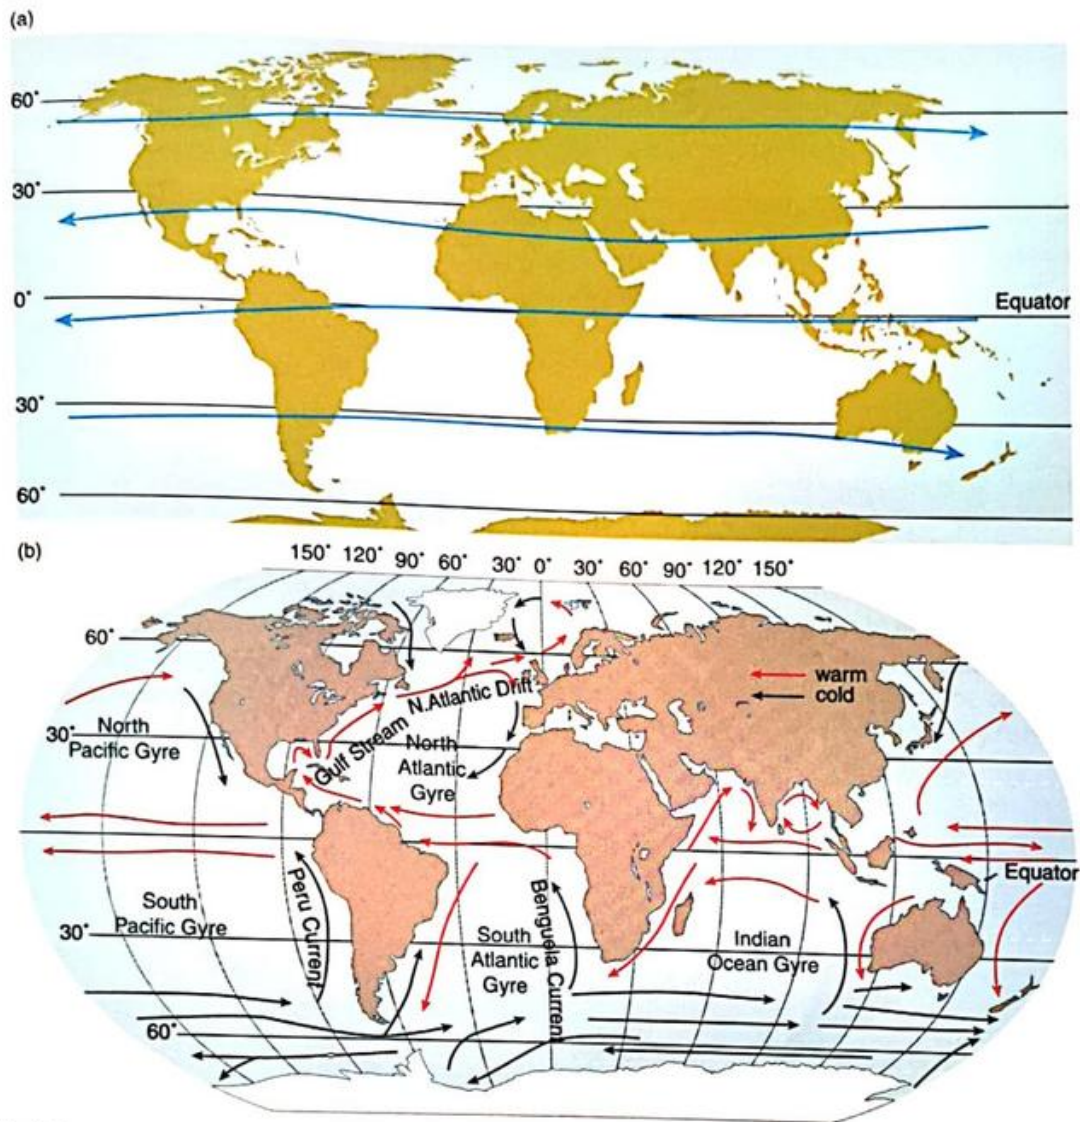 (a)
60°
30°
0°
Equator
30°
60°
(b)
150° 120° 90° 60° 30° 0° 30° 60° 90° 120° 150°
60°
warm
cold
N.Atlantic Drift
Gulf Stream
30°
North
Pacific Gyre
North
Atlantic
Gyre
Equator
Peru Current
Benguela Current
South
Pacific Gyre
30°
South
Atlantic
Gyre
Indian
Ocean Gyre
60°